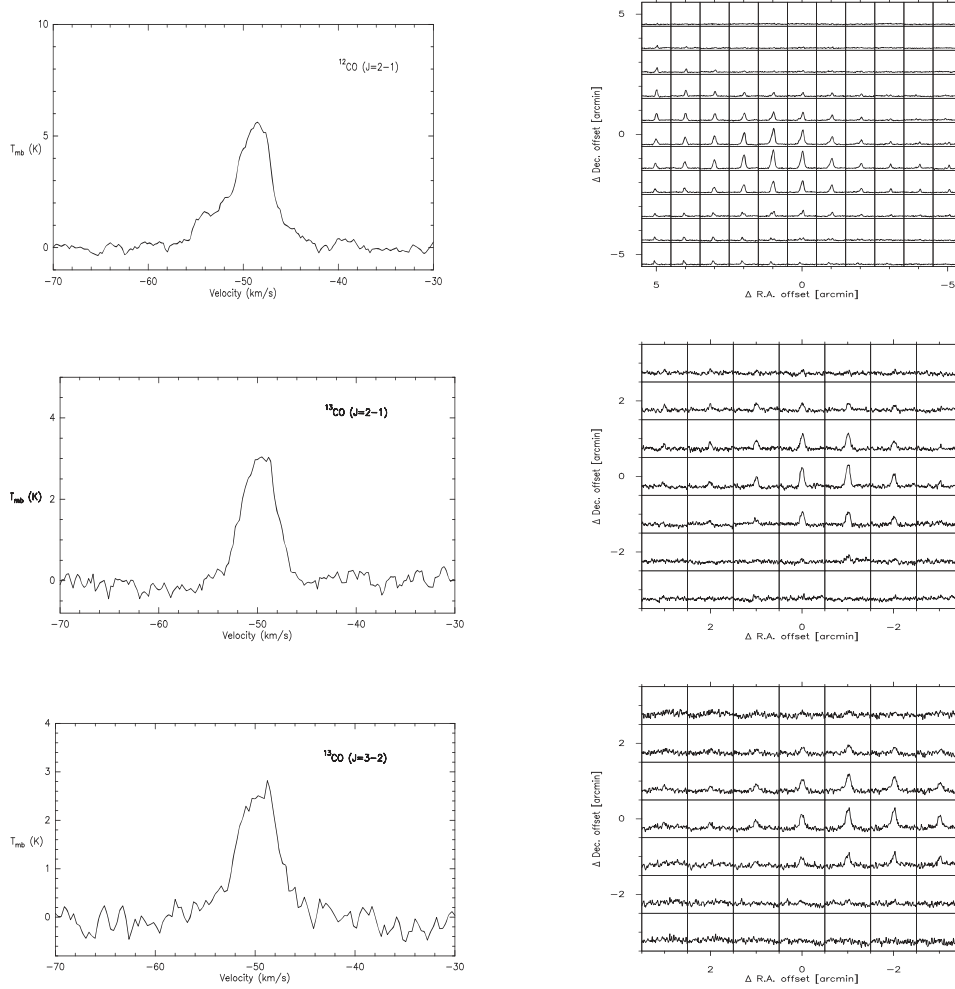 10
5
0
T_mb (K)
¹²CO (J=2−1)
−70 −60 −50 −40 −30
Velocity (km/s)
5
0
−5
Δ Dec. offset [arcmin]
5 0 −5
Δ R.A. offset [arcmin]
4
3
2
1
0
T_mb (K)
¹³CO (J=2−1)
−70 −60 −50 −40 −30
Velocity (km/s)
2
0
−2
Δ Dec. offset [arcmin]
2 0 −2
Δ R.A. offset [arcmin]
4
3
2
1
0
T_mb (K)
¹³CO (J=3−2)
−70 −60 −50 −40 −30
Velocity (km/s)
2
0
−2
Δ Dec. offset [arcmin]
2 0 −2
Δ R.A. offset [arcmin]